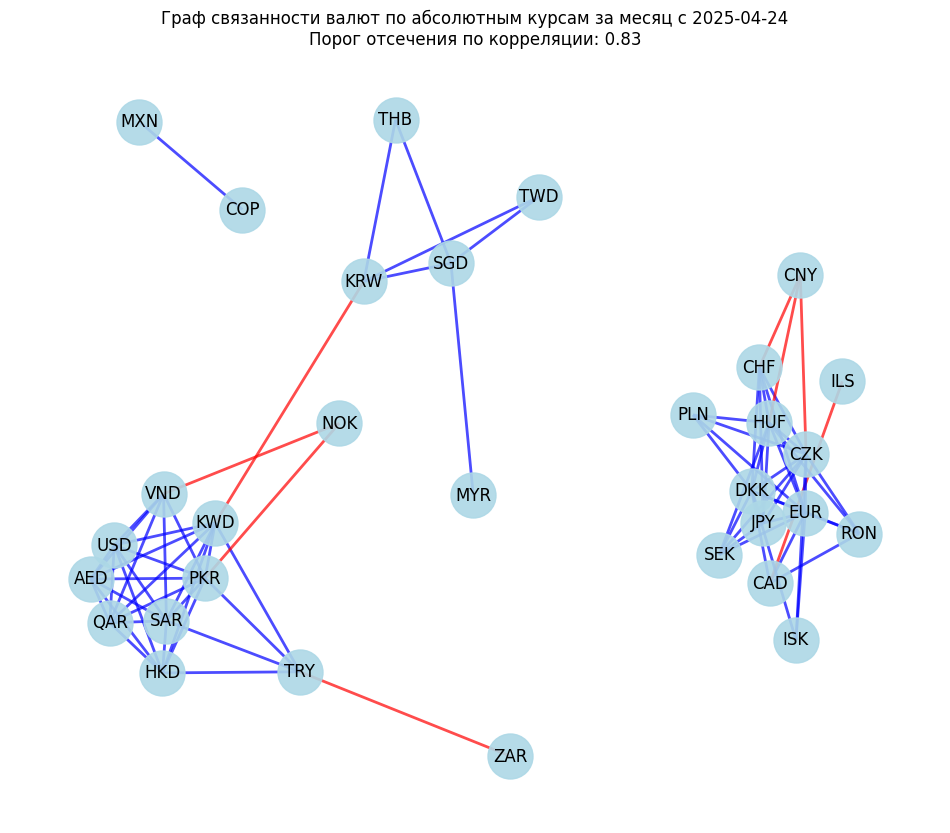 Граф связанности валют по абсолютным курсам за месяц с 2025-04-24
Порог отсечения по корреляции: 0.83
MXN
THB
TWD
COP
SGD
KRW
CNY
CHF
ILS
PLN
HUF
NOK
CZK
VND
DKK
MYR
EUR
KWD
JPY
RON
USD
SEK
AED
PKR
CAD
QAR
SAR
ISK
HKD
TRY
ZAR